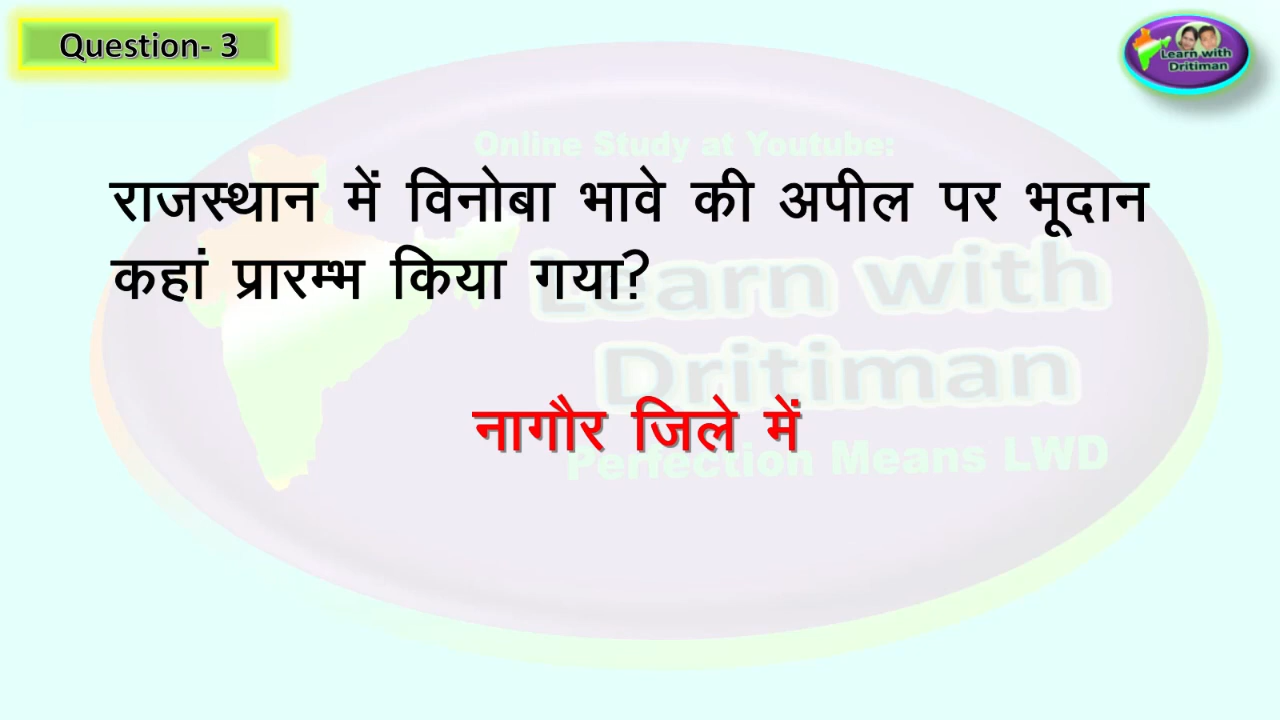 Question- 3
Learn with
Dritiman
Online Study at Youtube:
राजस्थान में विनोबा भावे की अपील पर भूदान
कहां प्रारम्भ किया गया?
Learn with
Dritiman
नागौर जिले में
Perfection Means LWD